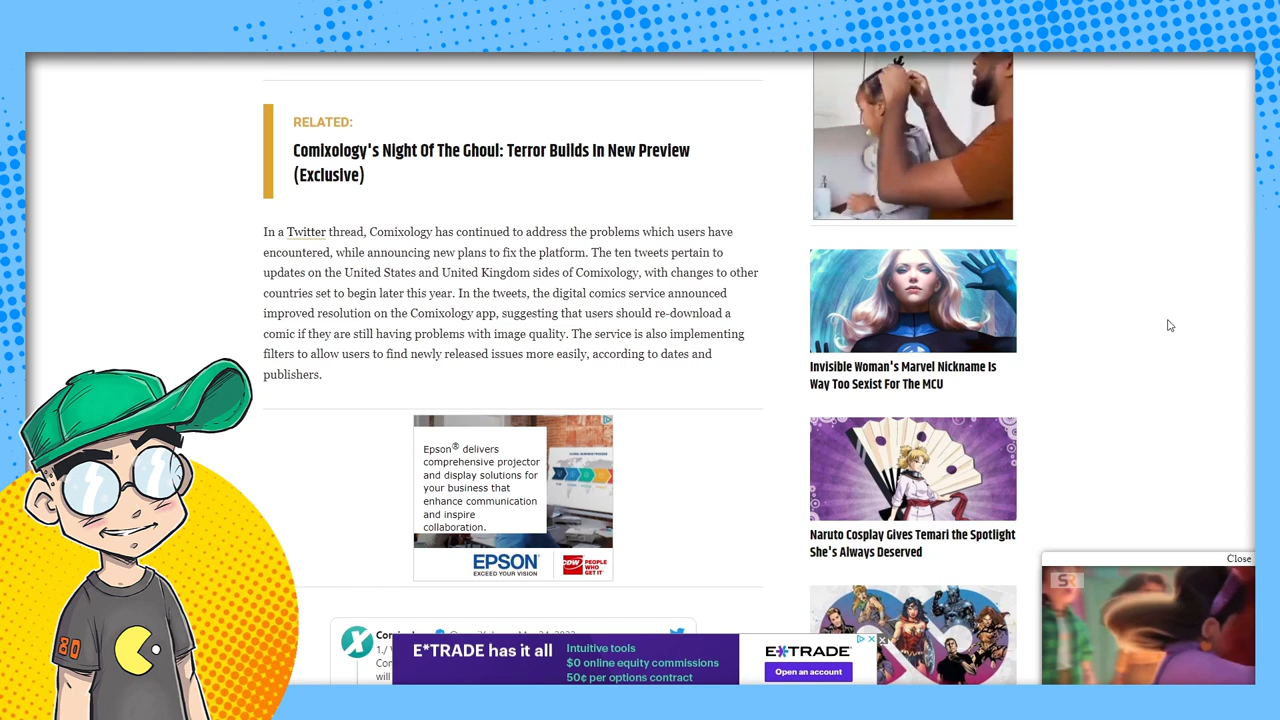 RELATED:
Comixology's Night Of The Ghoul: Terror Builds In New Preview
(Exclusive)
In a Twitter thread, Comixology has continued to address the problems which users have
encountered, while announcing new plans to fix the platform. The ten tweets pertain to
updates on the United States and United Kingdom sides of Comixology, with changes to other
countries set to begin later this year. In the tweets, the digital comics service announced
improved resolution on the Comixology app, suggesting that users should re-download a
comic if they are still having problems with image quality. The service is also implementing
filters to allow users to find newly released issues more easily, according to dates and
publishers.
Epson® delivers
comprehensive projector
and display solutions for
your business that
enhance communication
and inspire
collaboration.
EPSON®
EXCEED YOUR VISION
CDW
PEOPLE
WHO
GET IT
Invisible Woman's Marvel Nickname Is
Way Too Sexist For The MCU
Naruto Cosplay Gives Temari the Spotlight
She's Always Deserved
Close
SR
1./
will
E*TRADE has it all
Intuitive tools
$0 online equity commissions
50¢ per options contract
E*TRADE
Open an account
80